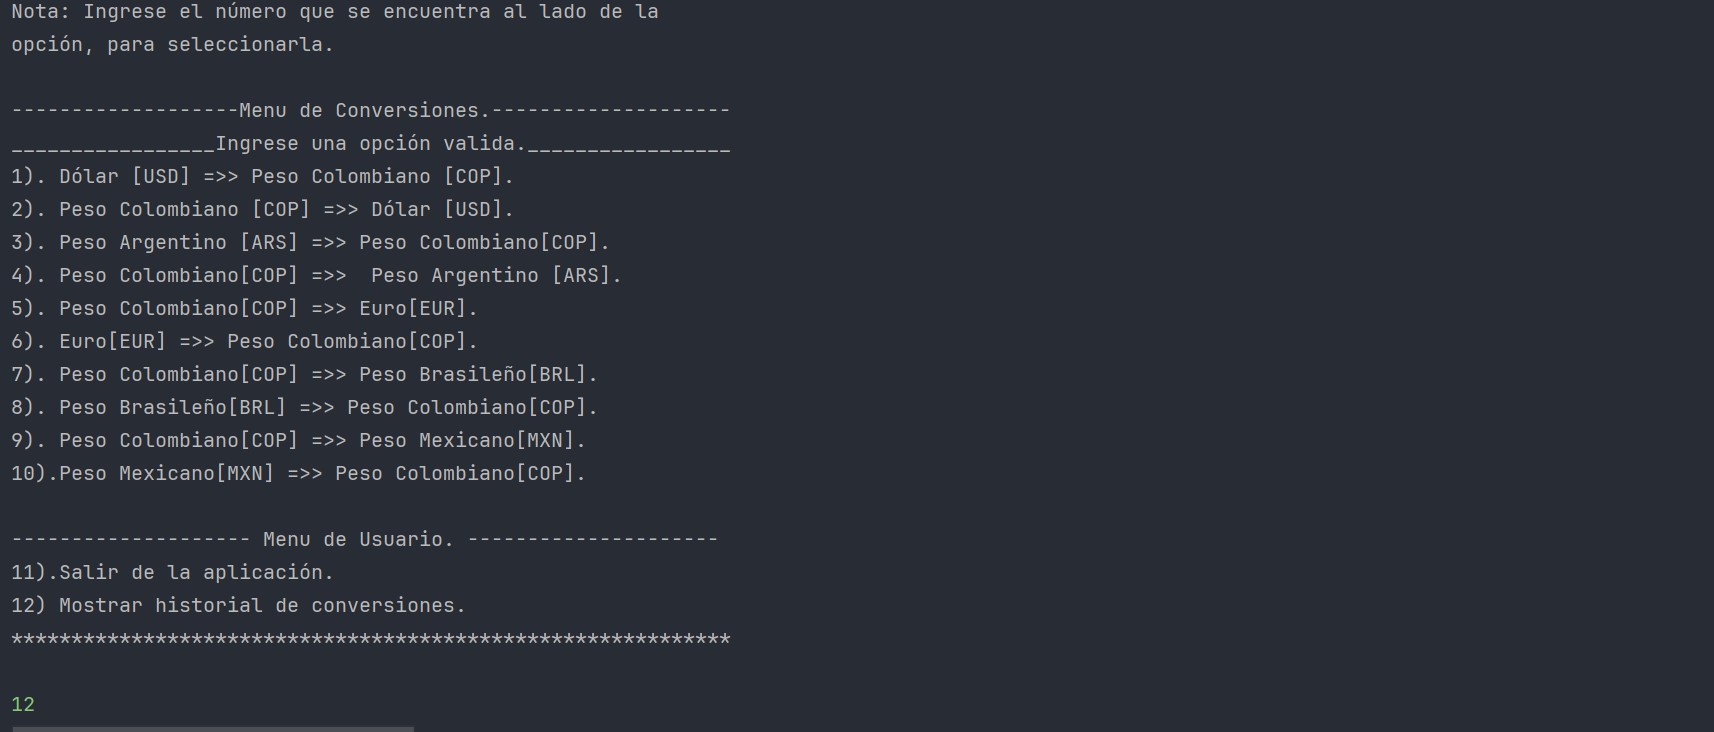 Nota: Ingrese el número que se encuentra al lado de la
opción, para seleccionarla.
-------------------Menu de Conversiones.--------------------
_________________Ingrese una opción valida._________________
1). Dólar [USD] =>> Peso Colombiano [COP].
2). Peso Colombiano [COP] =>> Dólar [USD].
3). Peso Argentino [ARS] =>> Peso Colombiano[COP].
4). Peso Colombiano[COP] =>>  Peso Argentino [ARS].
5). Peso Colombiano[COP] =>> Euro[EUR].
6). Euro[EUR] =>> Peso Colombiano[COP].
7). Peso Colombiano[COP] =>> Peso Brasileño[BRL].
8). Peso Brasileño[BRL] =>> Peso Colombiano[COP].
9). Peso Colombiano[COP] =>> Peso Mexicano[MXN].
10).Peso Mexicano[MXN] =>> Peso Colombiano[COP].
-------------------- Menu de Usuario. ---------------------
11).Salir de la aplicación.
12) Mostrar historial de conversiones.
************************************************************
12